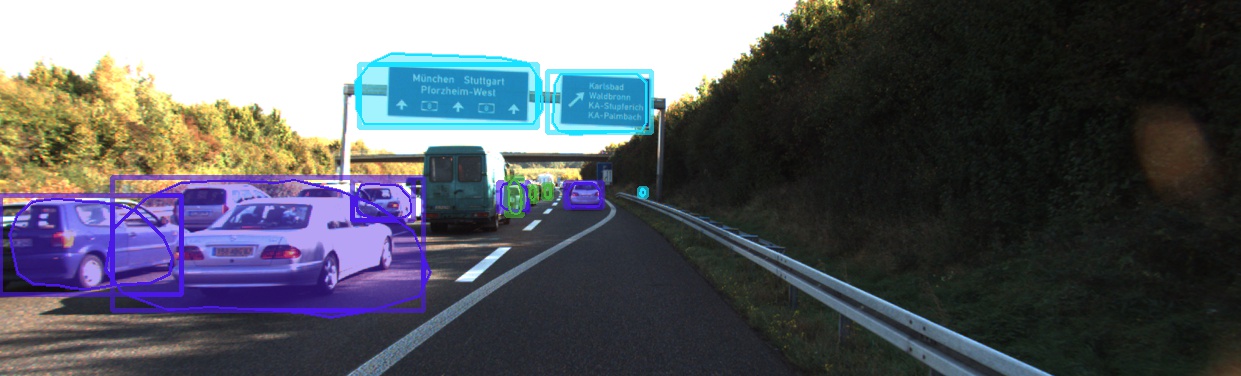 München Stuttgart
Pforzheim-West
Karlsbad
Waldbronn
KA-Stupferich
KA-Palmbach